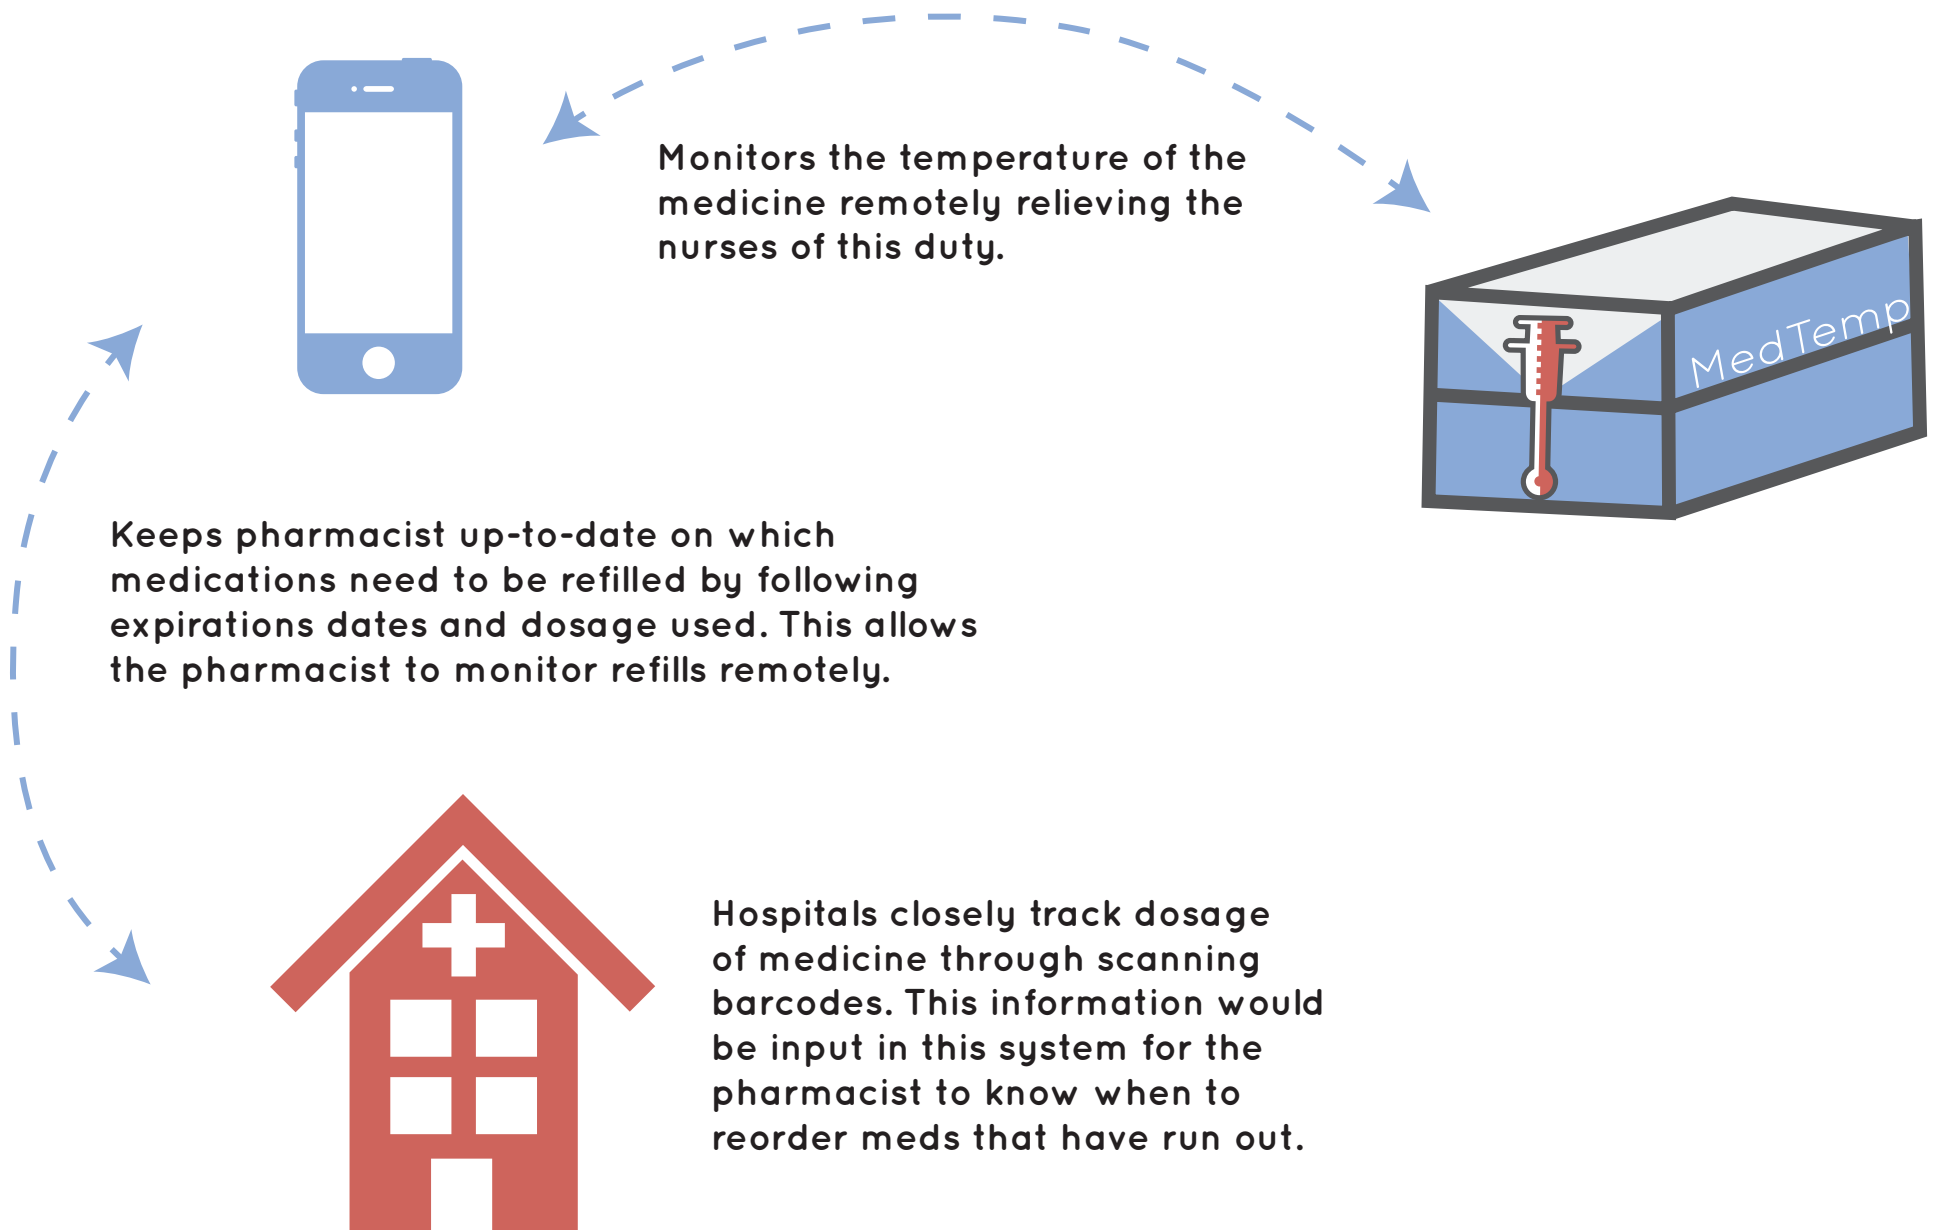 Monitors the temperature of the
medicine remotely relieving the
nurses of this duty.
MedTemp
Keeps pharmacist up-to-date on which
medications need to be refilled by following
expirations dates and dosage used. This allows
the pharmacist to monitor refills remotely.
Hospitals closely track dosage
of medicine through scanning
barcodes. This information would
be input in this system for the
pharmacist to know when to
reorder meds that have run out.